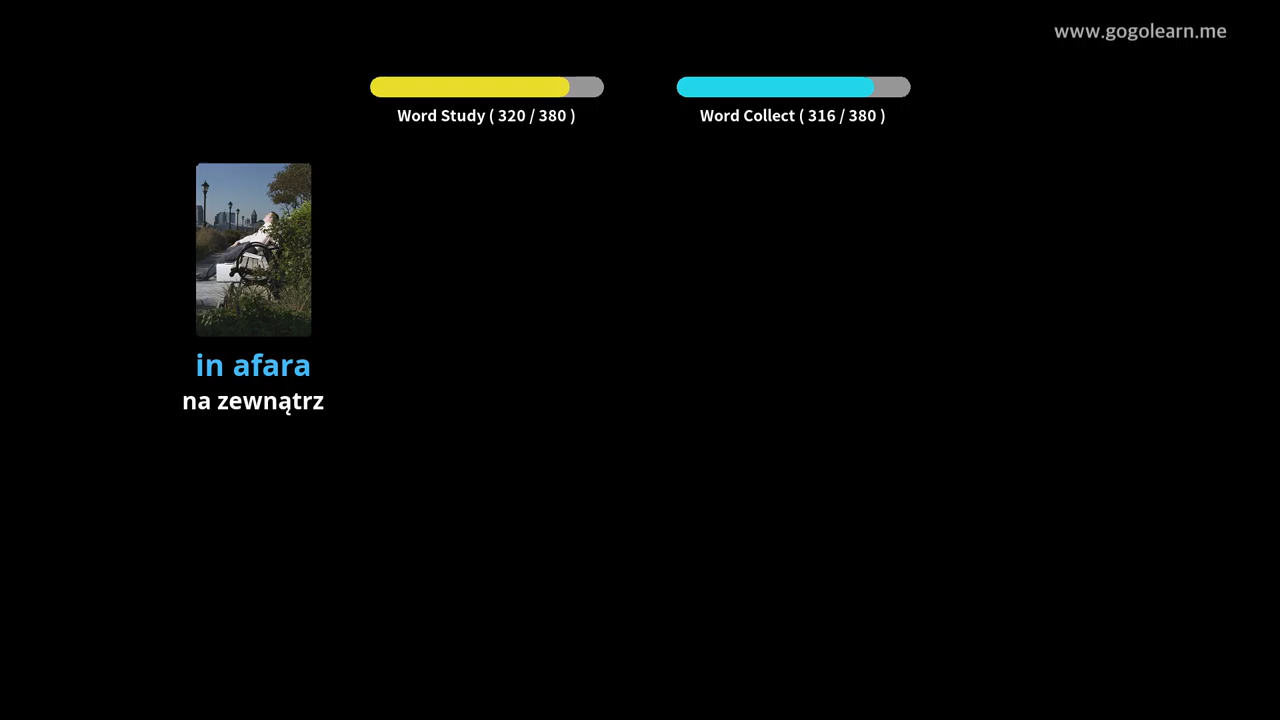 www.gogolearn.me
Word Study ( 320 / 380 )
Word Collect ( 316 / 380 )
in afara
na zewnątrz